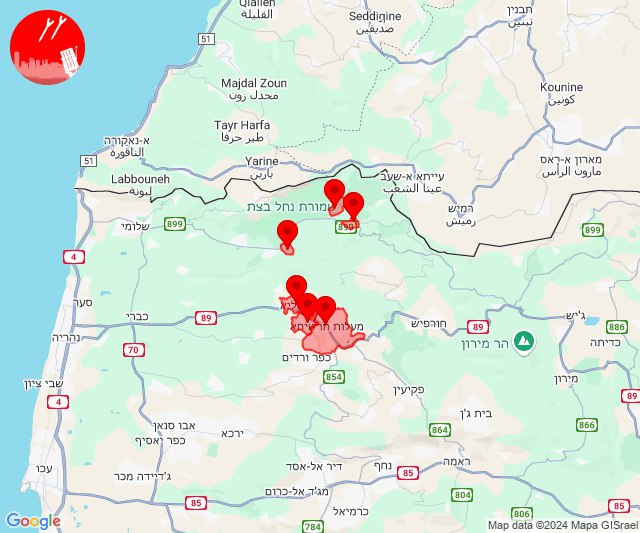 Qlaileh
القليلة
Seddiqine
صديقين
תבנין
تبنين
51
Majdal Zoun
مجدل زون
Kounine
كونين
Tayr Harfa
طير حرفا
א-נאקורה
الناقورة
51
Yarine
يارين
Labbouneh
لبونة
עייתא א-שעב
عيتا الشعب
מארון א-ראס
مارون الراس
שמורת נחל בצת
רמיש
رميش
שלומי
899
899
899
4
סער
כברי
89
מעלות תרשיחא
חורפיש
89
ג'יש
886
נהריה
כדיתה
הר מירון
70
כפר ורדים
854
מירון
שבי ציון
פקיעין
89
4
אבו סנאן
כפר יאסיף
ירכא
בית ג'ן
864
866
עכו
ג'דיידה מכר
דיר אל-אסד
נחף
ראמה
85
85
מג'ד אל-כרום
804
85
כרמיאל
784
Google
Map data ©2024 Mapa GISrael